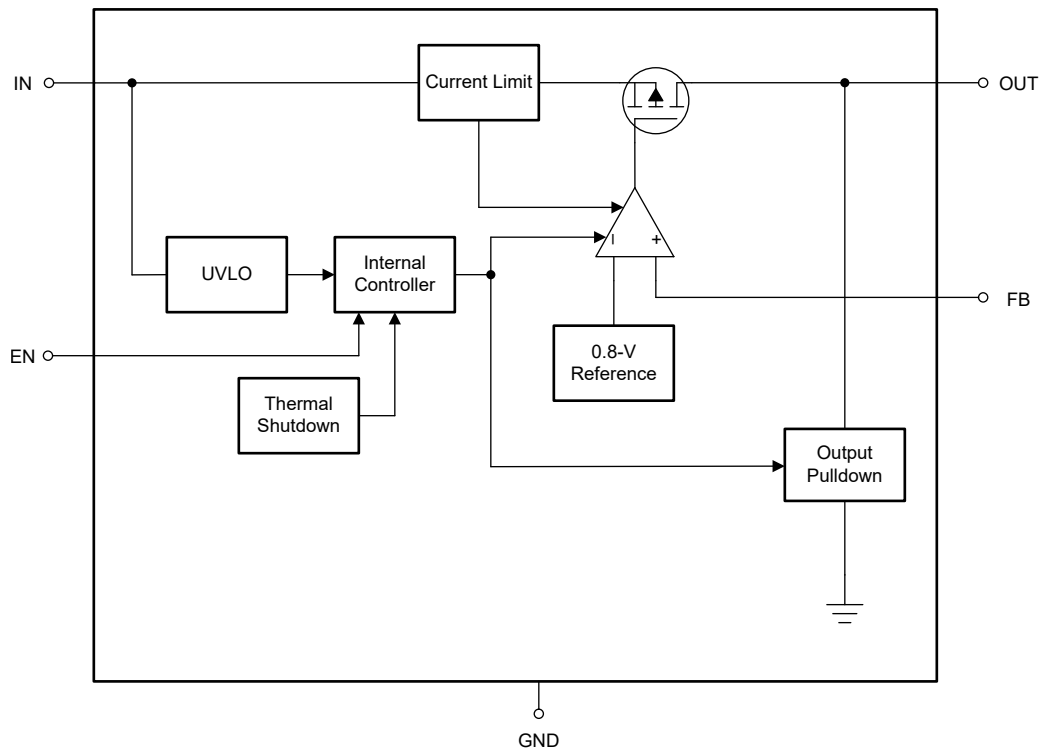 IN
Current Limit
OUT
UVLO
Internal
Controller
– +
FB
EN
0.8-V
Reference
Thermal
Shutdown
Output
Pulldown
GND